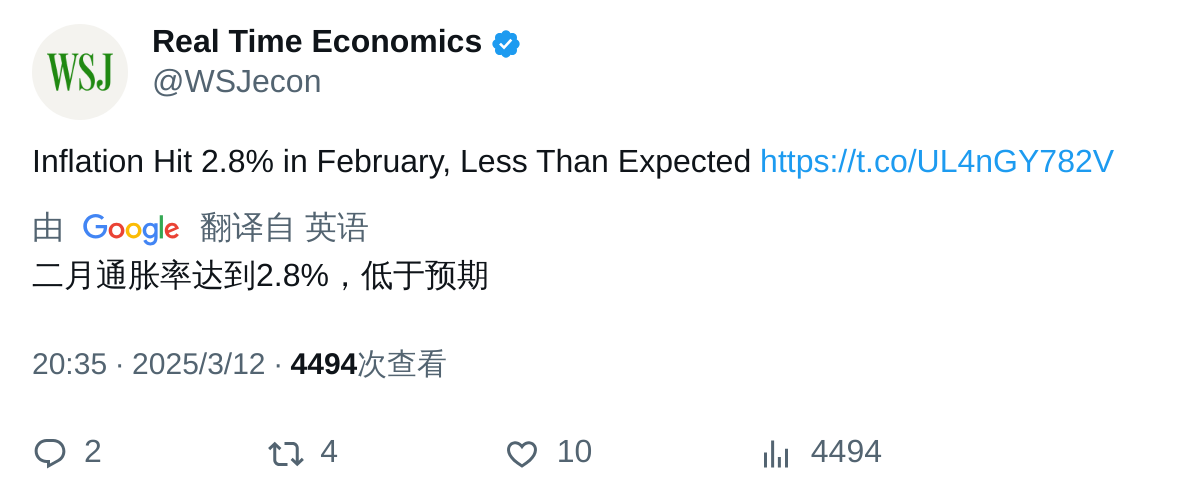 WSJ
Real Time Economics
@WSJecon
Inflation Hit 2.8% in February, Less Than Expected https://t.co/UL4nGY782V
由 Google 翻译自 英语
二月通胀率达到2.8%，低于预期
20:35 · 2025/3/12 · 4494次查看
2 4 10 4494